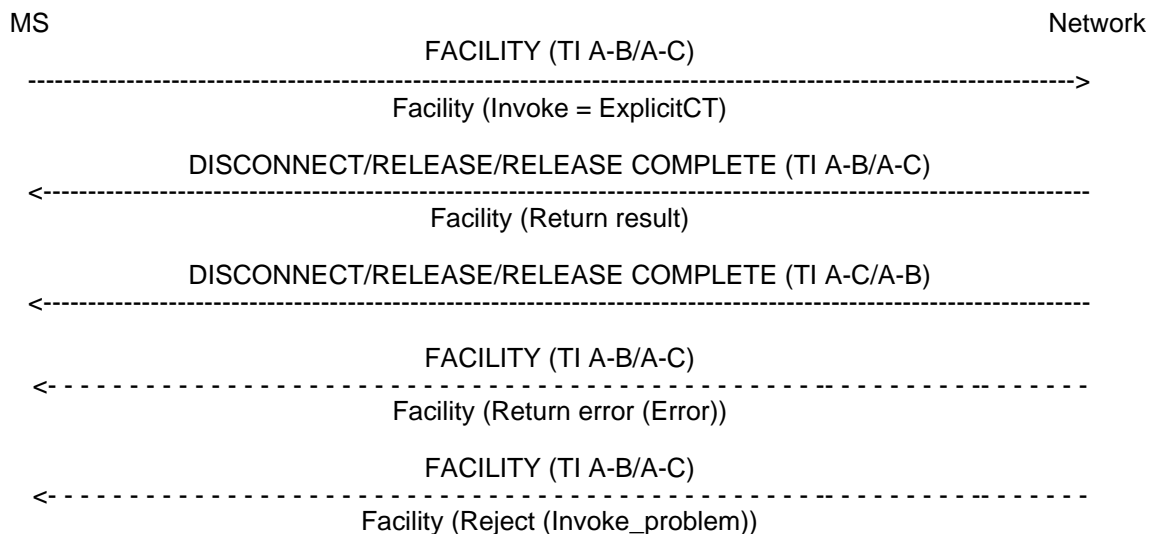 MS Network
FACILITY (TI A-B/A-C)
Facility (Invoke = ExplicitCT)
DISCONNECT/RELEASE/RELEASE COMPLETE (TI A-B/A-C)
Facility (Return result)
DISCONNECT/RELEASE/RELEASE COMPLETE (TI A-C/A-B)
FACILITY (TI A-B/A-C)
Facility (Return error (Error))
FACILITY (TI A-B/A-C)
Facility (Reject (Invoke_problem))